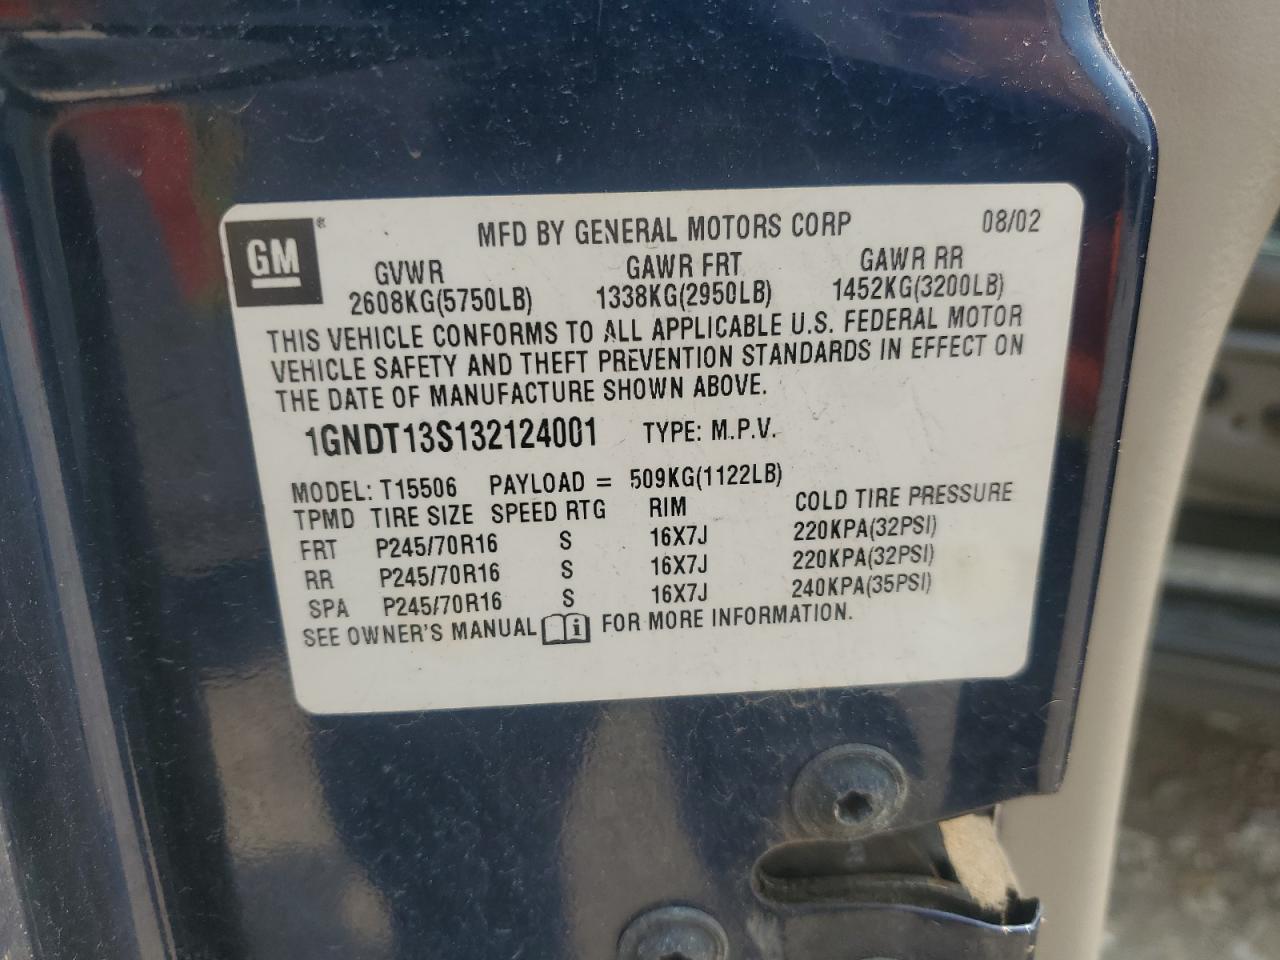 GM ® MFD BY GENERAL MOTORS CORP 08/02
GVWR GAWR FRT GAWR RR
2608KG(5750LB) 1338KG(2950LB) 1452KG(3200LB)
THIS VEHICLE CONFORMS TO ALL APPLICABLE U.S. FEDERAL MOTOR
VEHICLE SAFETY AND THEFT PREVENTION STANDARDS IN EFFECT ON
THE DATE OF MANUFACTURE SHOWN ABOVE.
1GNDT13S132124001 TYPE: M.P.V.
MODEL: T15506 PAYLOAD = 509KG(1122LB)
TPMD TIRE SIZE SPEED RTG RIM COLD TIRE PRESSURE
FRT P245/70R16 S 16X7J 220KPA(32PSI)
RR P245/70R16 S 16X7J 220KPA(32PSI)
SPA P245/70R16 S 16X7J 240KPA(35PSI)
SEE OWNER'S MANUAL i FOR MORE INFORMATION.